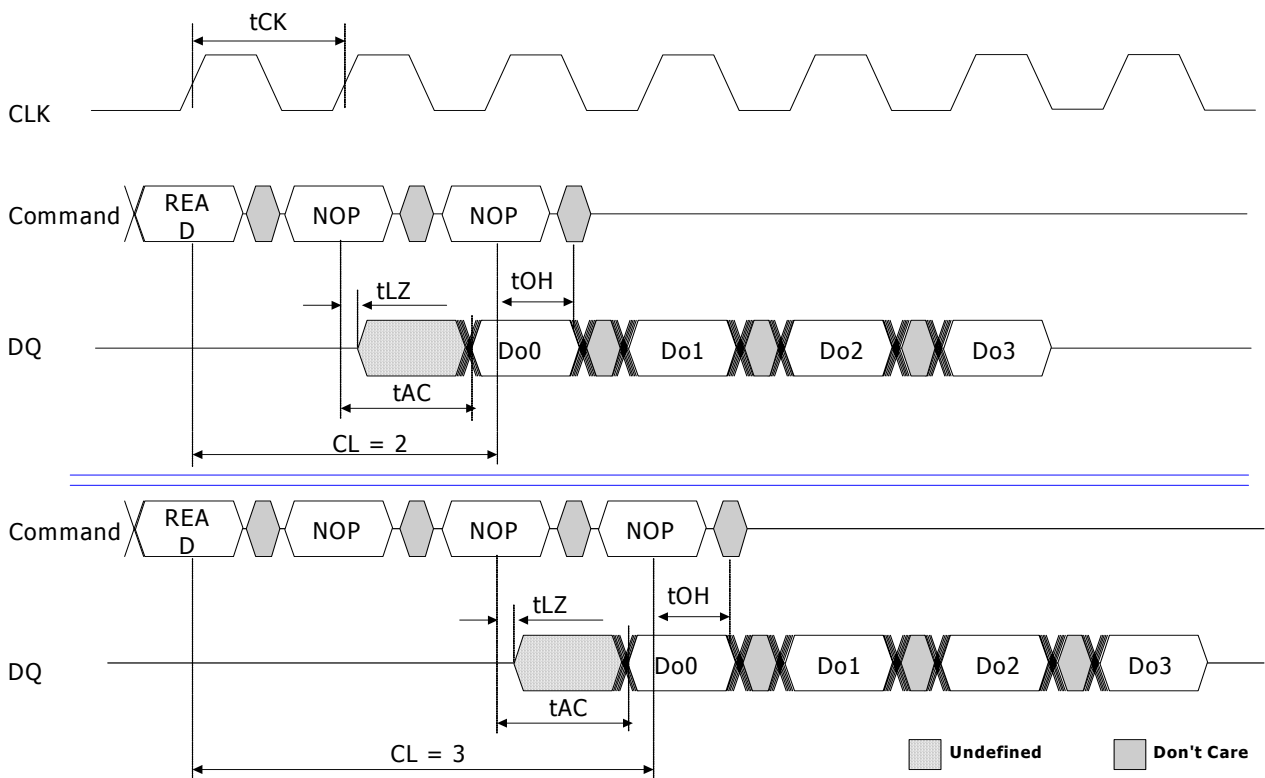 tCK
CLK
Command
REA
D
NOP
NOP
tLZ
tOH
DQ
Do0
Do1
Do2
Do3
tAC
CL = 2
Command
REA
D
NOP
NOP
NOP
tLZ
tOH
DQ
Do0
Do1
Do2
Do3
tAC
CL = 3
Undefined
Don't Care